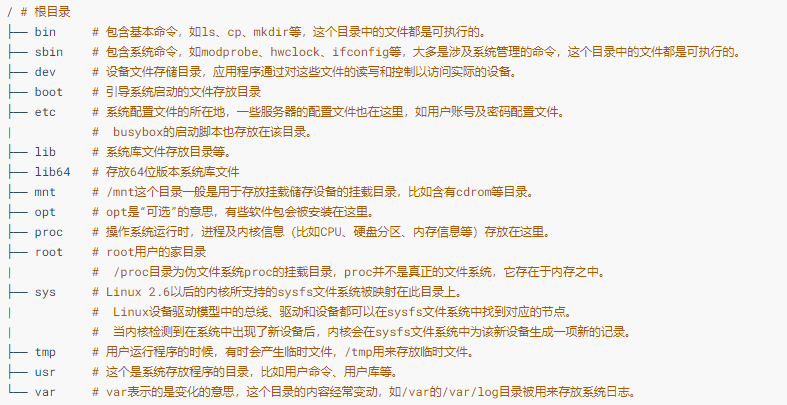 / # 根目录
├── bin # 包含基本命令，如ls、cp、mkdir等，这个目录中的文件都是可执行的。
├── sbin # 包含系统命令，如modprobe、hwclock、ifconfig等，大多是涉及系统管理的命令，这个目录中的文件都是可执行的。
├── dev # 设备文件存储目录，应用程序通过对这些文件的读写和控制以访问实际的设备。
├── boot # 引导系统启动的文件存放目录
├── etc # 系统配置文件的所在地，一些服务器的配置文件也在这里，如用户账号及密码配置文件。
| # busybox的启动脚本也存放在该目录。
├── lib # 系统库文件存放目录等。
├── lib64 # 存放64位版本系统库文件
├── mnt # /mnt这个目录一般是用于存放挂载储存设备的挂载目录，比如含有cdrom等目录。
├── opt # opt是“可选”的意思，有些软件包会被安装在这里。
├── proc # 操作系统运行时，进程及内核信息（比如CPU、硬盘分区、内存信息等）存放在这里。
├── root # root用户的家目录
| # /proc目录为伪文件系统proc的挂载目录，proc并不是真正的文件系统，它存在于内存之中。
├── sys # Linux 2.6以后的内核所支持的sysfs文件系统被映射在此目录上。
| # Linux设备驱动模型中的总线、驱动和设备都可以在sysfs文件系统中找到对应的节点。
| # 当内核检测到在系统中出现了新设备后，内核会在sysfs文件系统中为该新设备生成一项新的记录。
├── tmp # 用户运行程序的时候，有时会产生临时文件，/tmp用来存放临时文件。
├── usr # 这个是系统存放程序的目录，比如用户命令、用户库等。
└── var # var表示的是变化的意思，这个目录的内容经常变动，如/var的/var/log目录被用来存放系统日志。